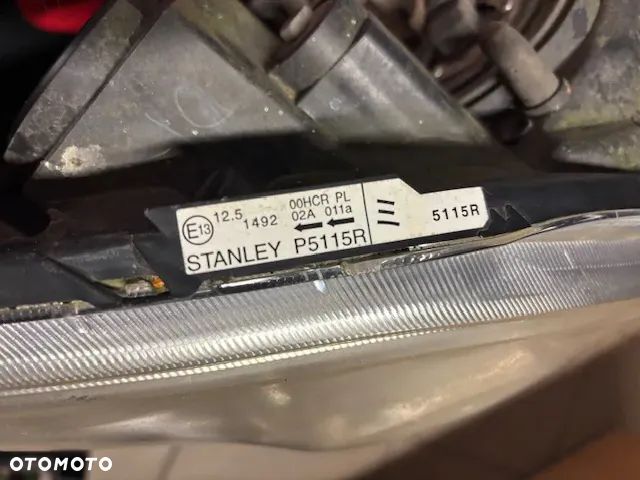 E13 12.5 1492 00HCR PL
02A 011a
STANLEY P5115R
5115R
OTOMOTO